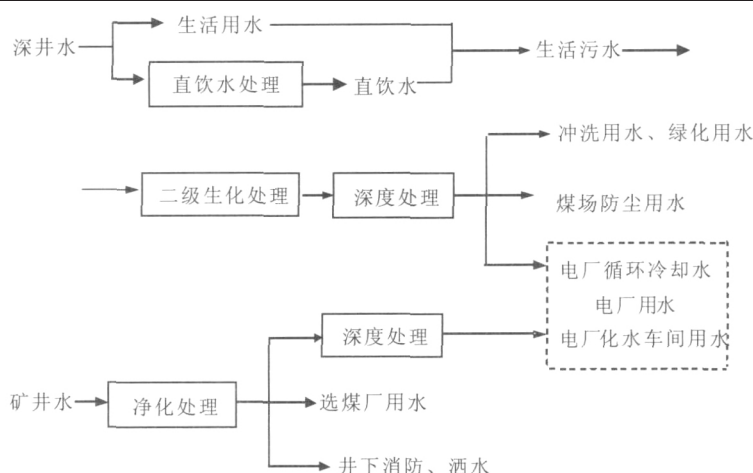 生活用水
深井水
生活污水
直饮水处理
直饮水
冲洗用水、绿化用水
二级生化处理
深度处理
煤场防尘用水
电厂循环冷却水
电厂用水
深度处理
电厂化水车间用水
矿井水
净化处理
选煤厂用水
井下消防、洒水